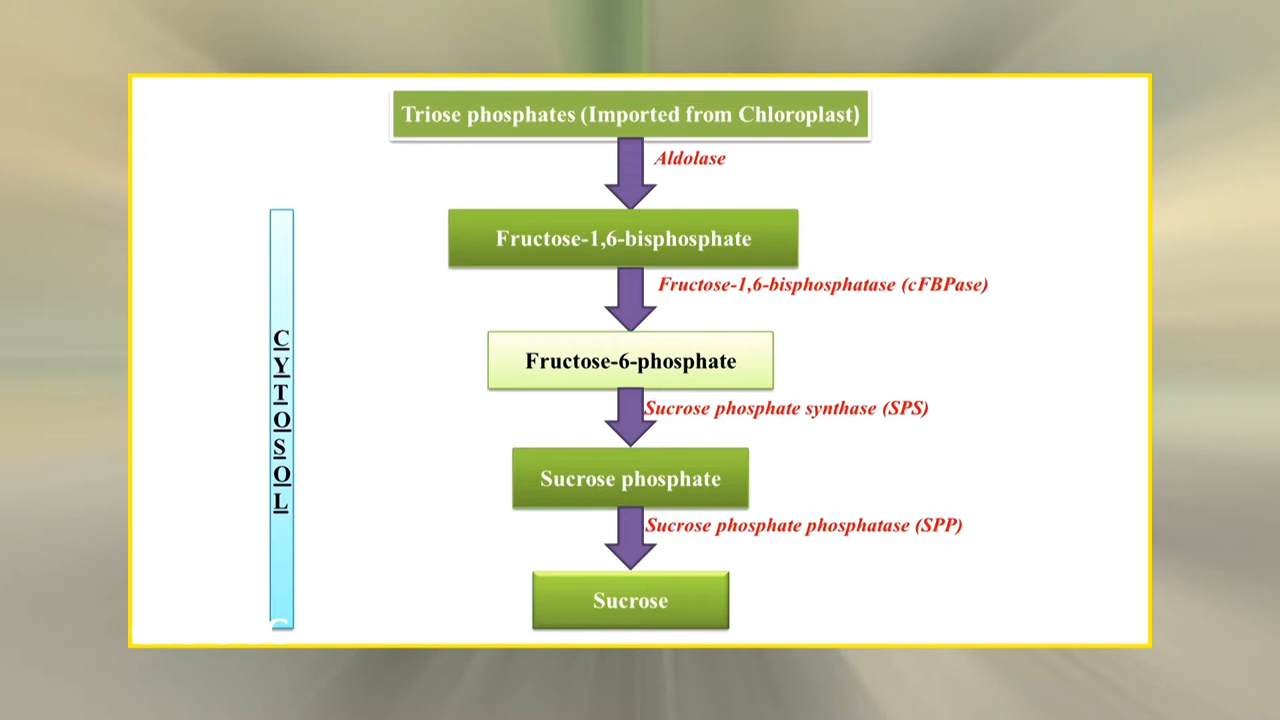 Triose phosphates (Imported from Chloroplast)
Aldolase
Fructose-1,6-bisphosphate
Fructose-1,6-bisphosphatase (cFBPase)
Fructose-6-phosphate
Sucrose phosphate synthase (SPS)
Sucrose phosphate
Sucrose phosphate phosphatase (SPP)
Sucrose
CYTOSOL